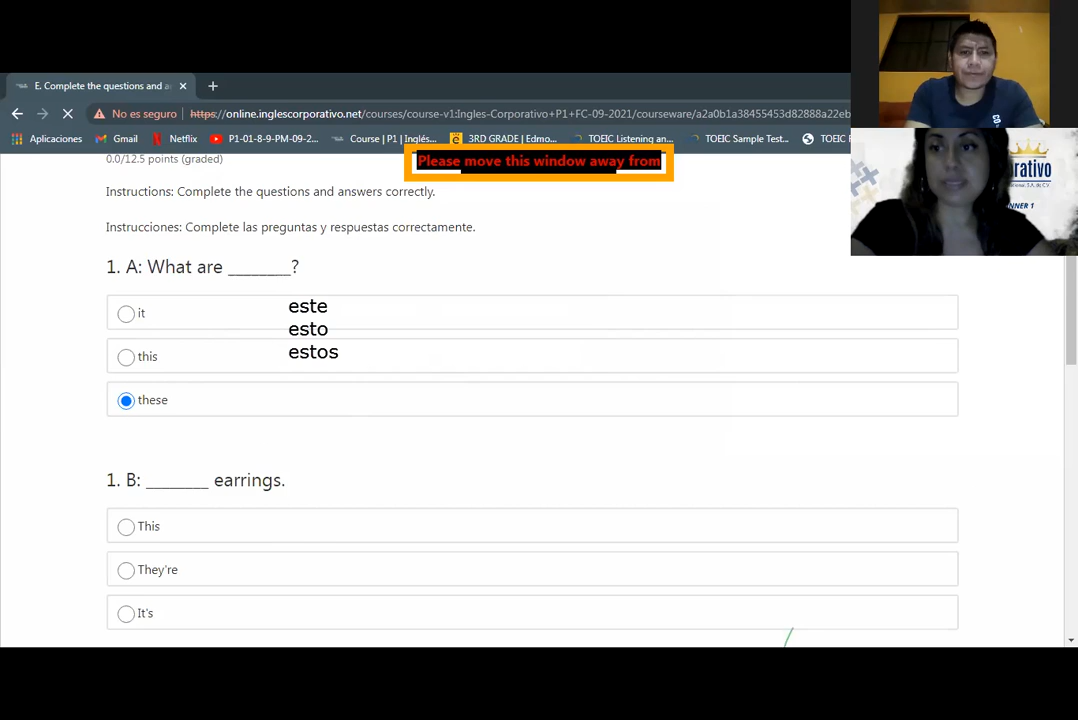 E. Complete the questions and a
No es seguro
https://online.inglescorporativo.net/courses/course-v1:Ingles-Corporativo+P1+FC-09-2021/courseware/a2a0b1a38455453d82888a22eb
Aplicaciones
Gmail
Netflix
P1-01-8-9-PM-09-2...
Course | P1 | Inglés...
3RD GRADE | Edmo...
TOEIC Listening an...
TOEIC Sample Test...
TOEIC
Please move this window away from
0.0/12.5 points (graded)
Instructions: Complete the questions and answers correctly.
Instrucciones: Complete las preguntas y respuestas correctamente.
1. A: What are ________?
it
este
esto
this
estos
these
1. B: ________ earrings.
This
They're
It's